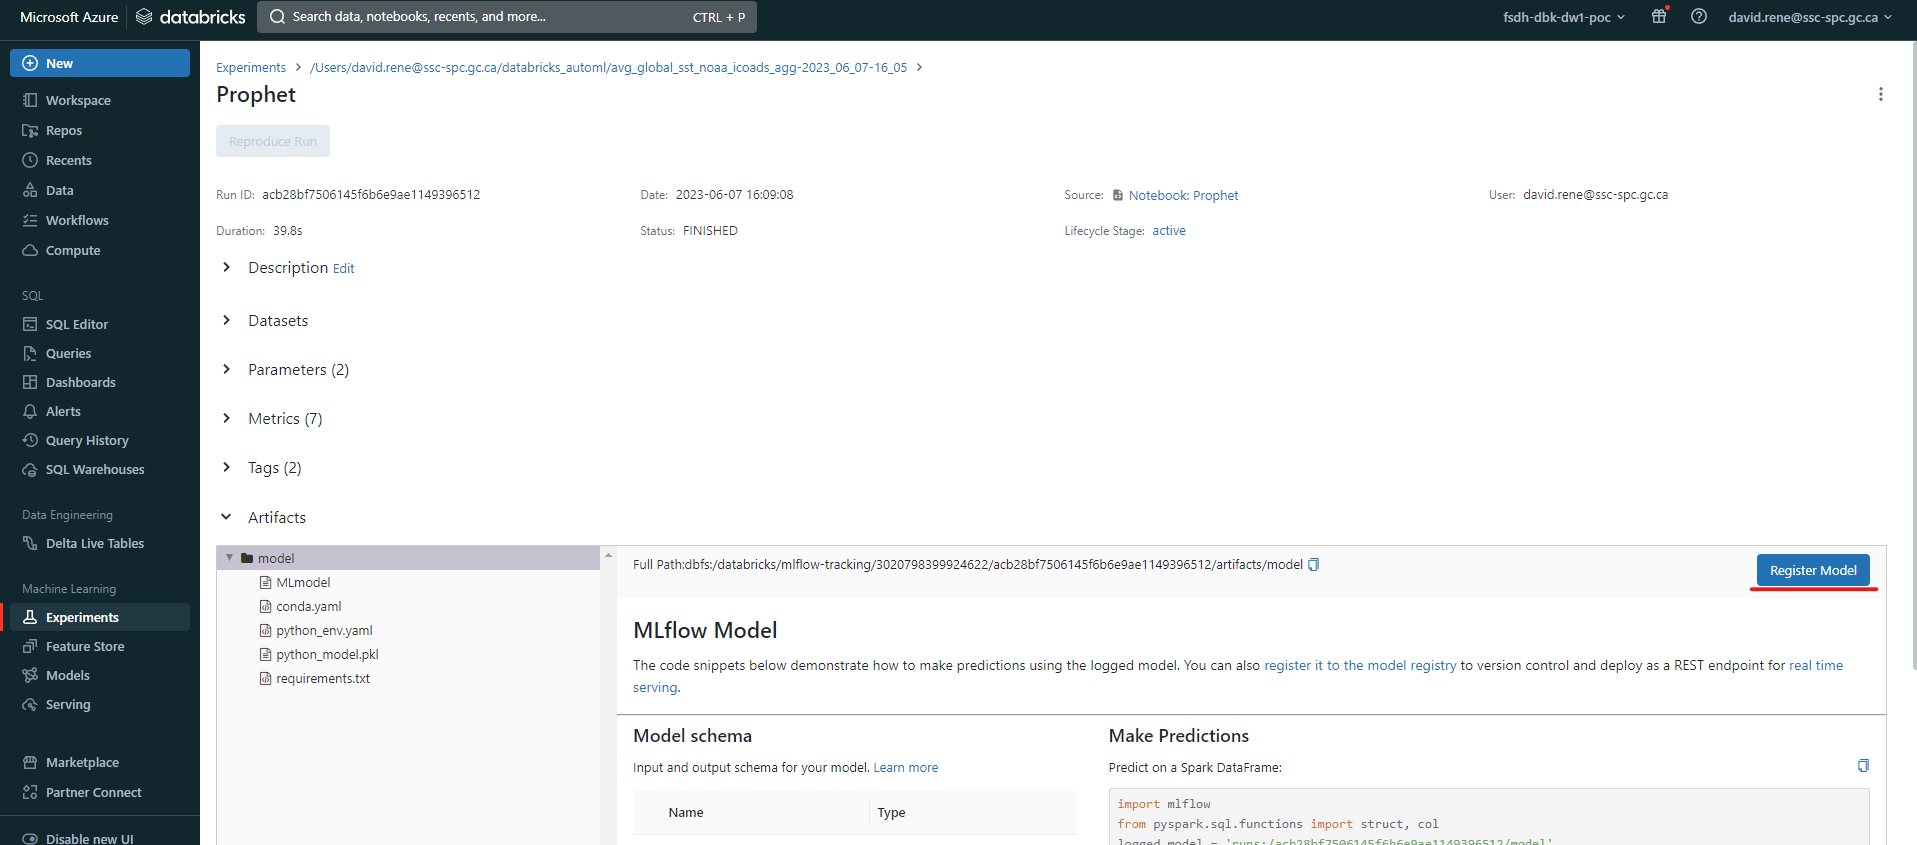 Microsoft Azure databricks Search data, notebooks, recents, and more... CTRL + P fsdh-dbk-dw1-poc david.rene@ssc-spc.gc.ca
New
Workspace
Repos
Recents
Data
Workflows
Compute
SQL
SQL Editor
Queries
Dashboards
Alerts
Query History
SQL Warehouses
Data Engineering
Delta Live Tables
Machine Learning
Experiments
Feature Store
Models
Serving
Marketplace
Partner Connect
Disable new UI
Experiments > /Users/david.rene@ssc-spc.gc.ca/databricks_automl/avg_global_sst_noaa_icoads_agg-2023_06_07-16_05 >
Prophet
Reproduce Run
Run ID: acb28bf7506145f6b6e9ae1149396512 Date: 2023-06-07 16:09:08 Source: Notebook: Prophet User: david.rene@ssc-spc.gc.ca
Duration: 39.8s Status: FINISHED Lifecycle Stage: active
Description Edit
Datasets
Parameters (2)
Metrics (7)
Tags (2)
Artifacts
model
MLmodel
conda.yaml
python_env.yaml
python_model.pkl
requirements.txt
Full Path:dbfs:/databricks/mlflow-tracking/3020798399924622/acb28bf7506145f6b6e9ae1149396512/artifacts/model
Register Model
MLflow Model
The code snippets below demonstrate how to make predictions using the logged model. You can also register it to the model registry to version control and deploy as a REST endpoint for real time
serving.
Model schema
Input and output schema for your model. Learn more
Name Type
Make Predictions
Predict on a Spark DataFrame:
import mlflow
from pyspark.sql.functions import struct, col
logged_model = 'runs:/acb28bf7506145f6b6e9ae1149396512/model'